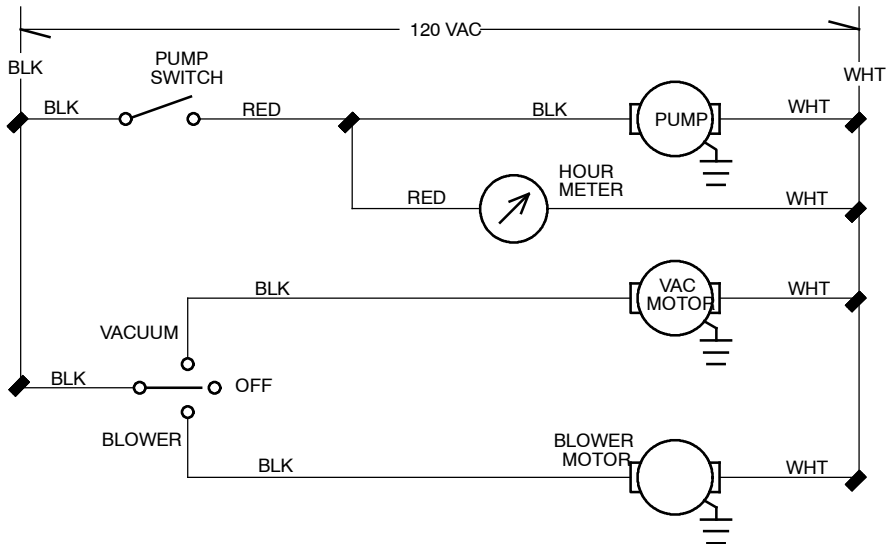 120 VAC
BLK
WHT
PUMP
SWITCH
BLK
RED
BLK
PUMP
WHT
HOUR
METER
RED
WHT
BLK
VAC
MOTOR
WHT
VACUUM
BLK
OFF
BLOWER
BLOWER
MOTOR
BLK
WHT